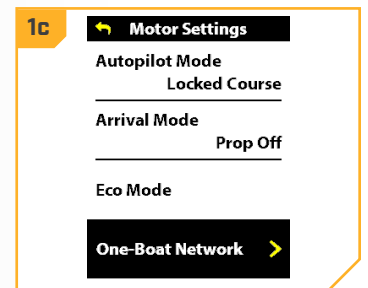 1c
Motor Settings
Autopilot Mode
Locked Course
Arrival Mode
Prop Off
Eco Mode
One-Boat Network